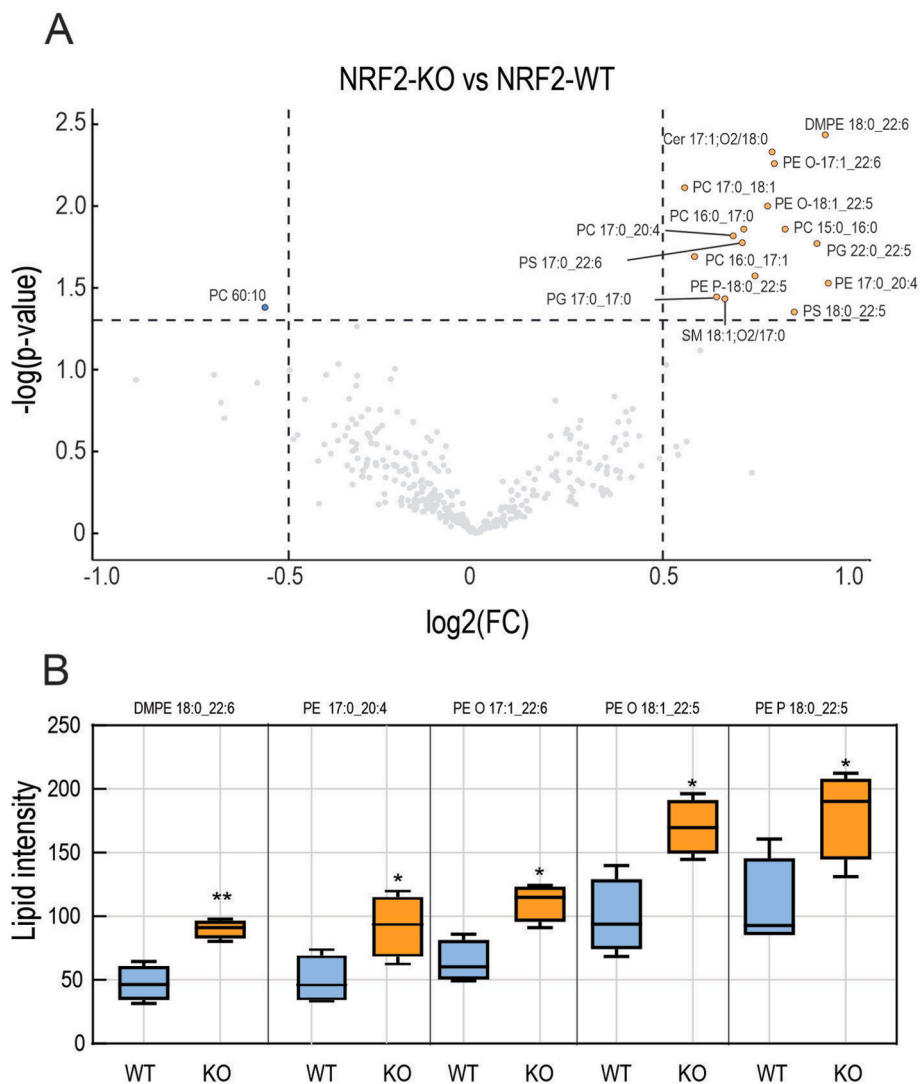 A
NRF2-KO vs NRF2-WT
-log(p-value)
2.5
2.0
1.5
1.0
0.5
0
-1.0
-0.5
0
0.5
1.0
log2(FC)
DMPE 18:0_22:6
Cer 17:1;O2/18:0
PE O-17:1_22:6
PC 17:0_18:1
PE O-18:1_22:5
PC 16:0_17:0
PC 15:0_16:0
PC 17:0_20:4
PG 22:0_22:5
PS 17:0_22:6
PC 16:0_17:1
PE P-18:0_22:5
PE 17:0_20:4
PC 60:10
PG 17:0_17:0
PS 18:0_22:5
SM 18:1;O2/17:0
B
DMPE 18:0_22:6
PE 17:0_20:4
PE O 17:1_22:6
PE O 18:1_22:5
PE P 18:0_22:5
Lipid intensity
250
200
150
100
50
0
**
*
*
*
*
WT KO WT KO WT KO WT KO WT KO